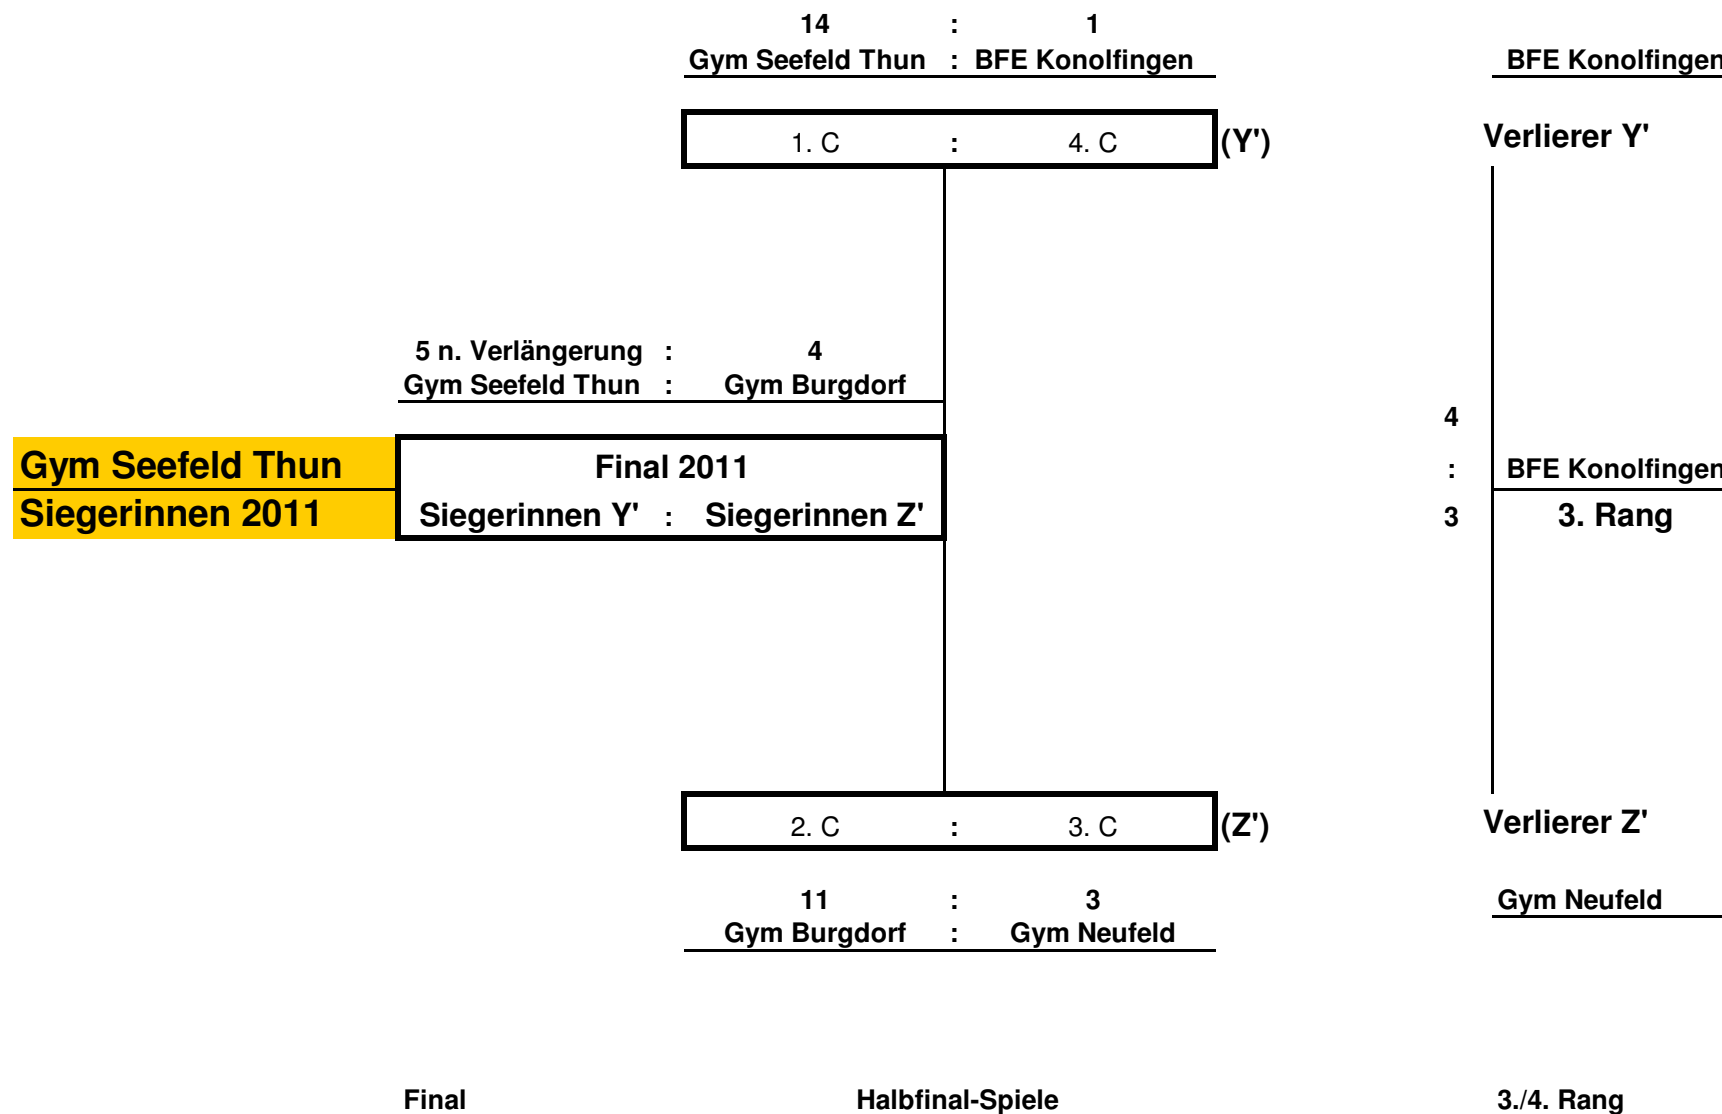 14 : 1
Gym Seefeld Thun : BFE Konolfingen BFE Konolfingen
1. C : 4. C (Y') Verlierer Y'
5 n. Verlängerung : 4
Gym Seefeld Thun : Gym Burgdorf
4
Gym Seefeld Thun Final 2011 : BFE Konolfingen
Siegerinnen 2011 Siegerinnen Y' : Siegerinnen Z' 3 3. Rang
2. C : 3. C (Z') Verlierer Z'
11 : 3 Gym Neufeld
Gym Burgdorf : Gym Neufeld
Final Halbfinal-Spiele 3./4. Rang